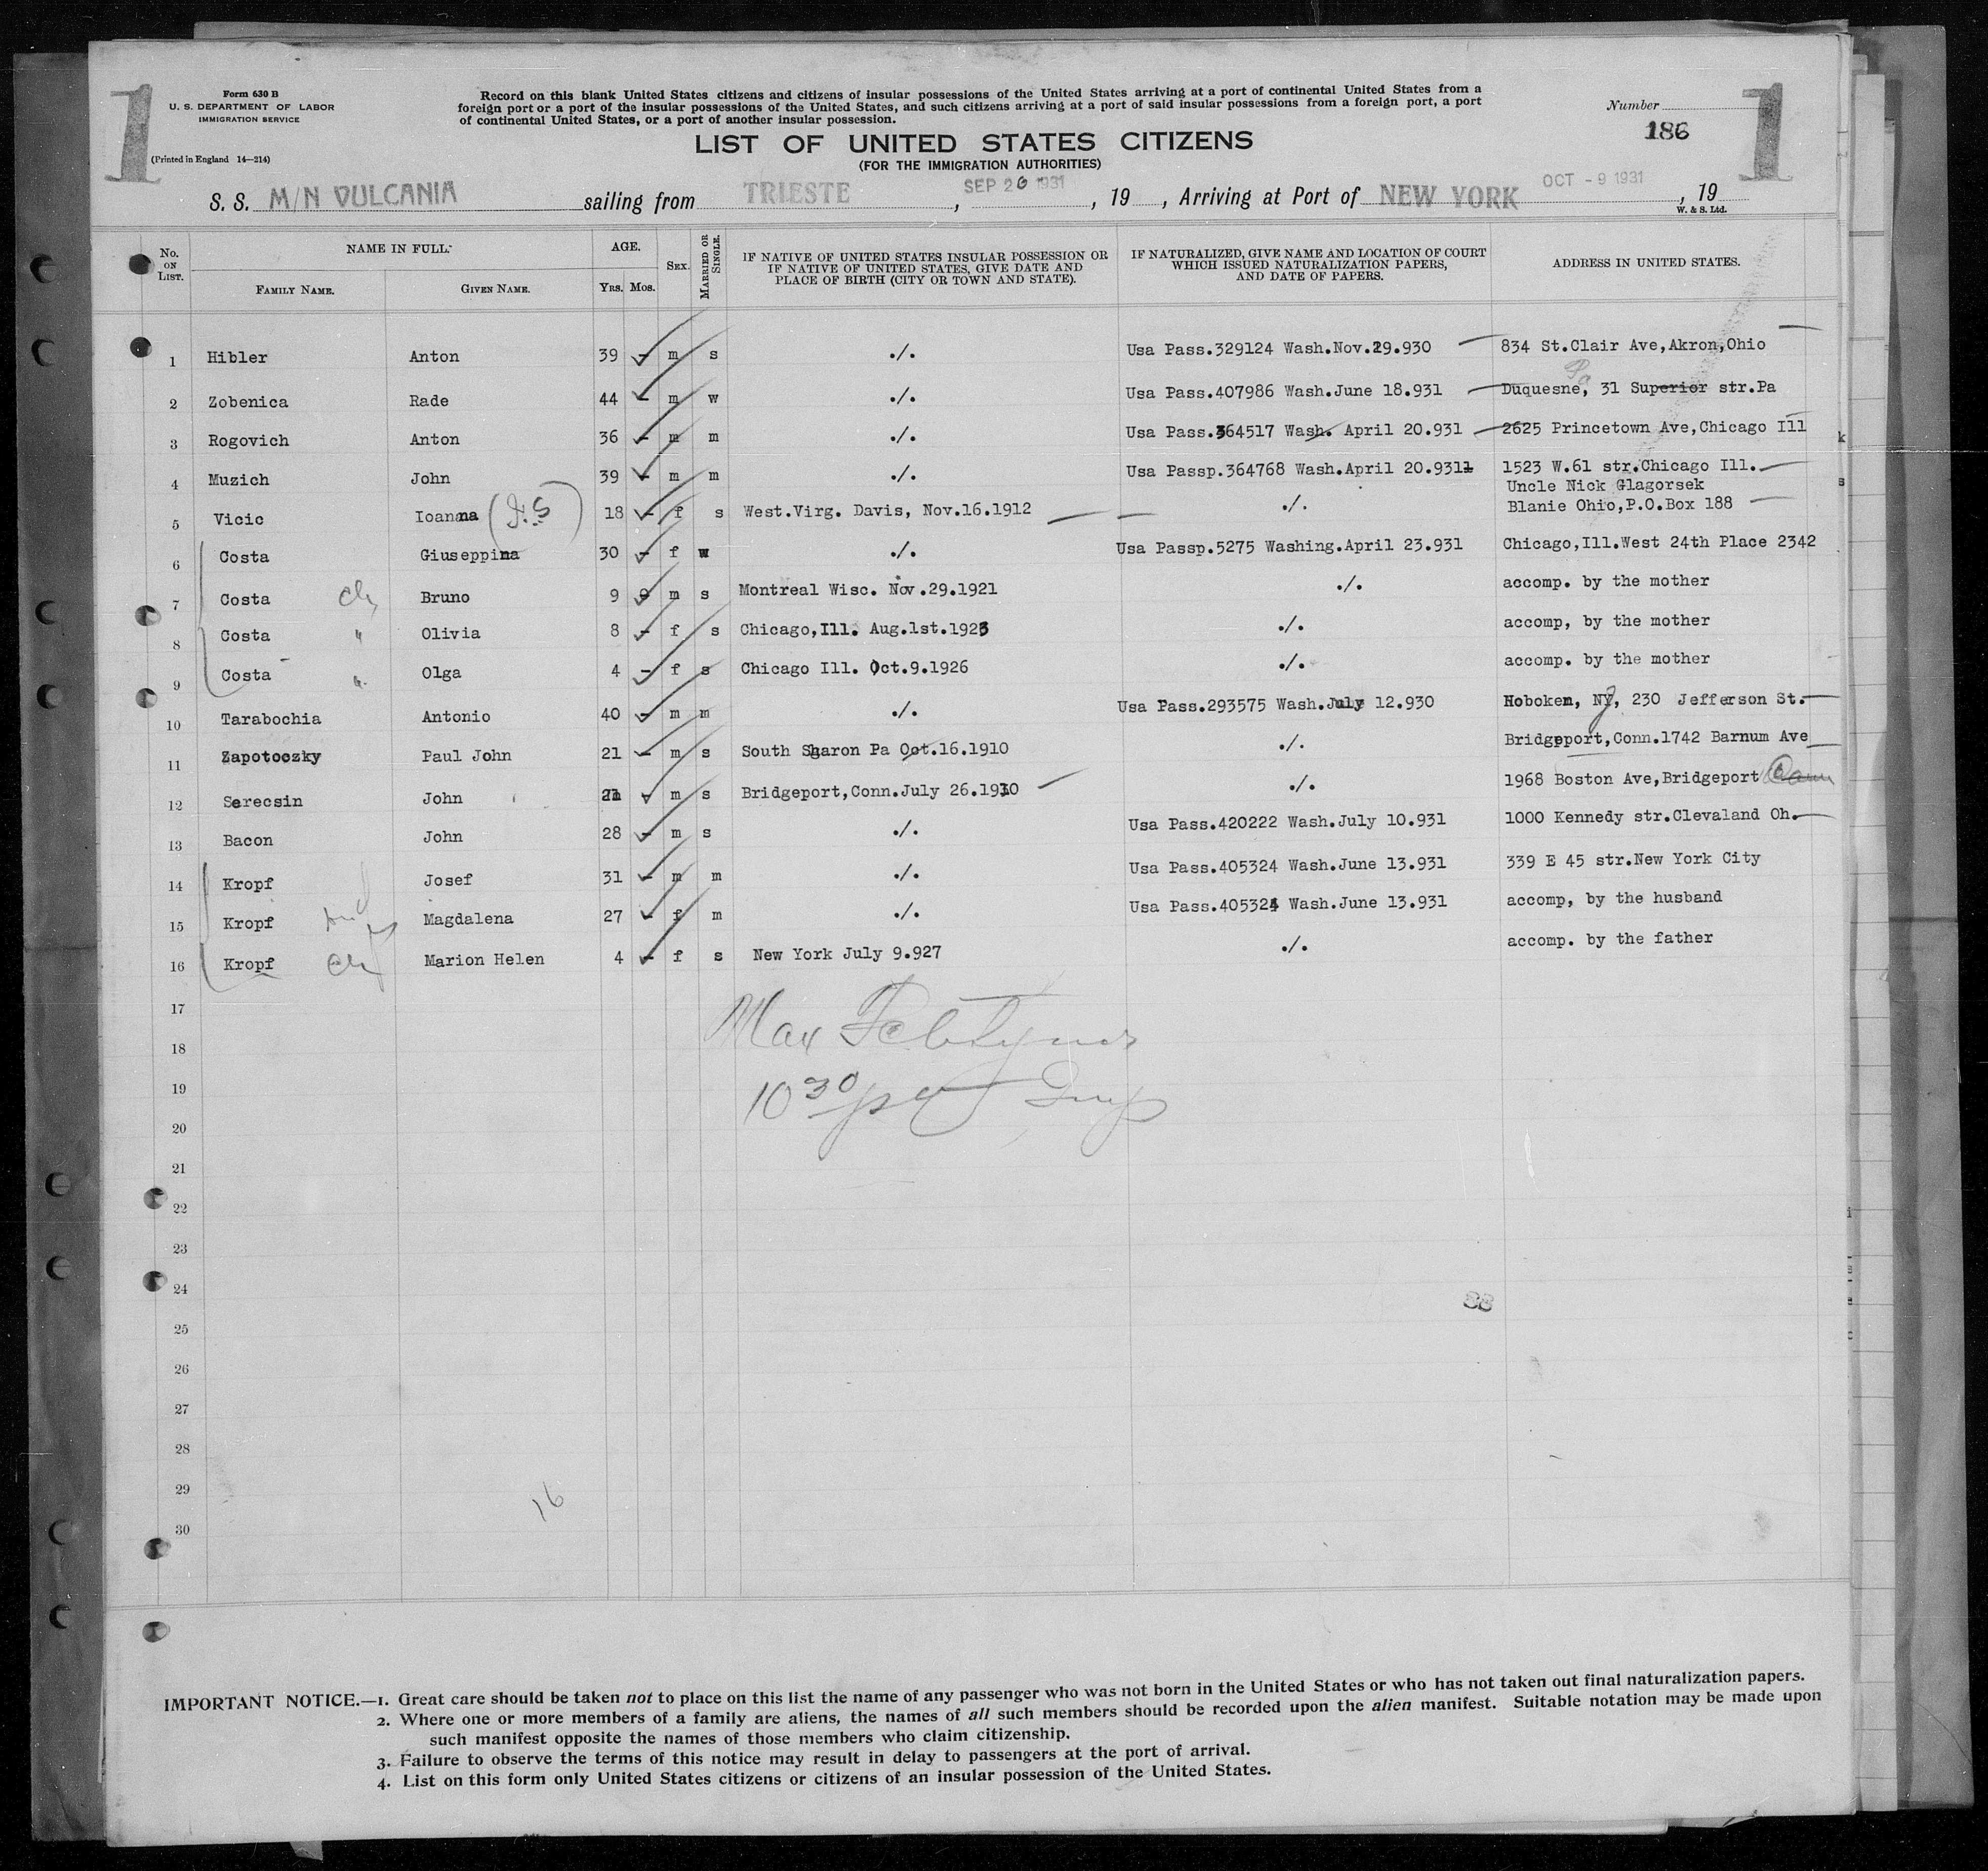 1
1
Form 630 B
U. S. DEPARTMENT OF LABOR
IMMIGRATION SERVICE
(Printed in England 14—214)
Record on this blank United States citizens and citizens of insular possessions of the United States arriving at a port of continental United States from a
foreign port or a port of the insular possessions of the United States, and such citizens arriving at a port of said insular possessions from a foreign port, a port
of continental United States, or a port of another insular possession.
Number
186
LIST OF UNITED STATES CITIZENS
(FOR THE IMMIGRATION AUTHORITIES)
S. S. M/N VULCANIA sailing from TRIESTE, SEP 26 1931, 19 , Arriving at Port of NEW YORK OCT - 9 1931, 19
W. & S. Ltd.
No. ON LIST. NAME IN FULL. AGE. SEX. MARRIED OR SINGLE. IF NATIVE OF UNITED STATES INSULAR POSSESSION OR IF NATIVE OF UNITED STATES, GIVE DATE AND PLACE OF BIRTH (CITY OR TOWN AND STATE). IF NATURALIZED, GIVE NAME AND LOCATION OF COURT WHICH ISSUED NATURALIZATION PAPERS, AND DATE OF PAPERS. ADDRESS IN UNITED STATES.
FAMILY NAME. GIVEN NAME. YRS. MOS.
1 Hibler Anton 39 - m s ./. Usa Pass.329124 Wash.Nov.29.930 834 St.Clair Ave,Akron,Ohio
Pa
2 Zobenica Rade 44 - m w ./. Usa Pass.407986 Wash.June 18.931 Duquesne, 31 Superior str.Pa
3 Rogovich Anton 36 - m m ./. Usa Pass.364517 Wash. April 20.931 2625 Princetown Ave,Chicago Ill
4 Muzich John 39 - m m ./. Usa Passp.364768 Wash.April 20.931 1523 W.61 str.Chicago Ill.
Uncle Nick Glagorsek
5 Vicic Ioanna 18 - f s West.Virg. Davis, Nov.16.1912 ./. Blanie Ohio,P.O.Box 188
6 Costa Giuseppina 30 - f w ./. Usa Passp.5275 Washing.April 23.931 Chicago,Ill.West 24th Place 2342
7 Costa ch Bruno 9 9 m s Montreal Wisc. Nov.29.1921 ./. accomp. by the mother
8 Costa " Olivia 8 - f s Chicago,Ill. Aug.1st.1923 ./. accomp, by the mother
9 Costa " Olga 4 - f s Chicago Ill. Oct.9.1926 ./. accomp. by the mother
10 Tarabochia Antonio 40 - m m ./. Usa Pass.293575 Wash.July 12.930 Hoboken, NJ, 230 Jefferson St.
11 Zapotoczky Paul John 21 - m s South Sharon Pa Oct.16.1910 ./. Bridgeport,Conn.1742 Barnum Ave
12 Serecsin John 21 - m s Bridgeport,Conn.July 26.1910 ./. 1968 Boston Ave,Bridgeport Conn
13 Bacon John 28 - m s ./. Usa Pass.420222 Wash.July 10.931 1000 Kennedy str.Clevaland Oh.
14 Kropf Josef 31 - m m ./. Usa Pass.405324 Wash.June 13.931 339 E 45 str.New York City
15 Kropf Magdalena 27 - f m ./. Usa Pass.405324 Wash.June 13.931 accomp, by the husband
16 Kropf ch Marion Helen 4 - f s New York July 9.927 ./. accomp. by the father
17
18 Max
19
20 10 30
21
22
23
24
88
25
26
27
28
29
16
30
IMPORTANT NOTICE.—1. Great care should be taken not to place on this list the name of any passenger who was not born in the United States or who has not taken out final naturalization papers.
2. Where one or more members of a family are aliens, the names of all such members should be recorded upon the alien manifest. Suitable notation may be made upon
such manifest opposite the names of those members who claim citizenship.
3. Failure to observe the terms of this notice may result in delay to passengers at the port of arrival.
4. List on this form only United States citizens or citizens of an insular possession of the United States.